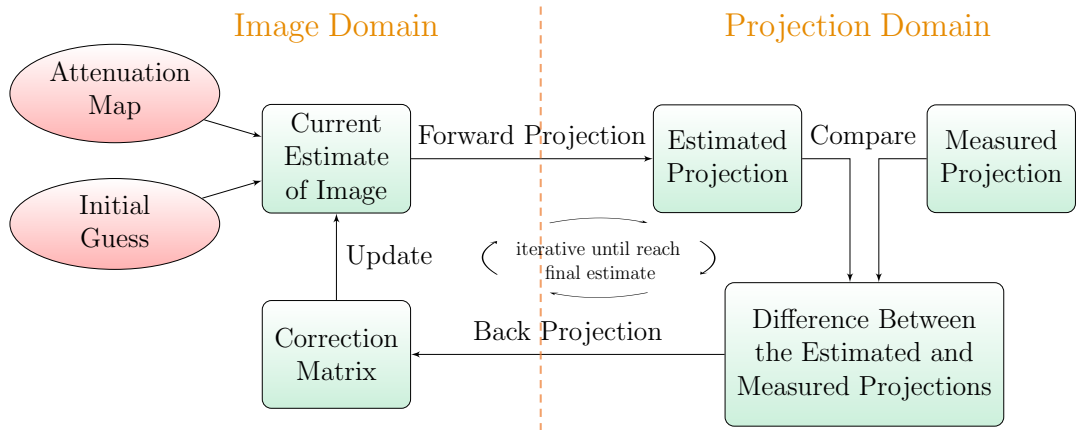 Image Domain
Projection Domain
Attenuation
Map
Initial
Guess
Current
Estimate
of Image
Forward Projection
Estimated
Projection
Compare
Measured
Projection
Update
iterative until reach
final estimate
Correction
Matrix
Back Projection
Difference Between
the Estimated and
Measured Projections